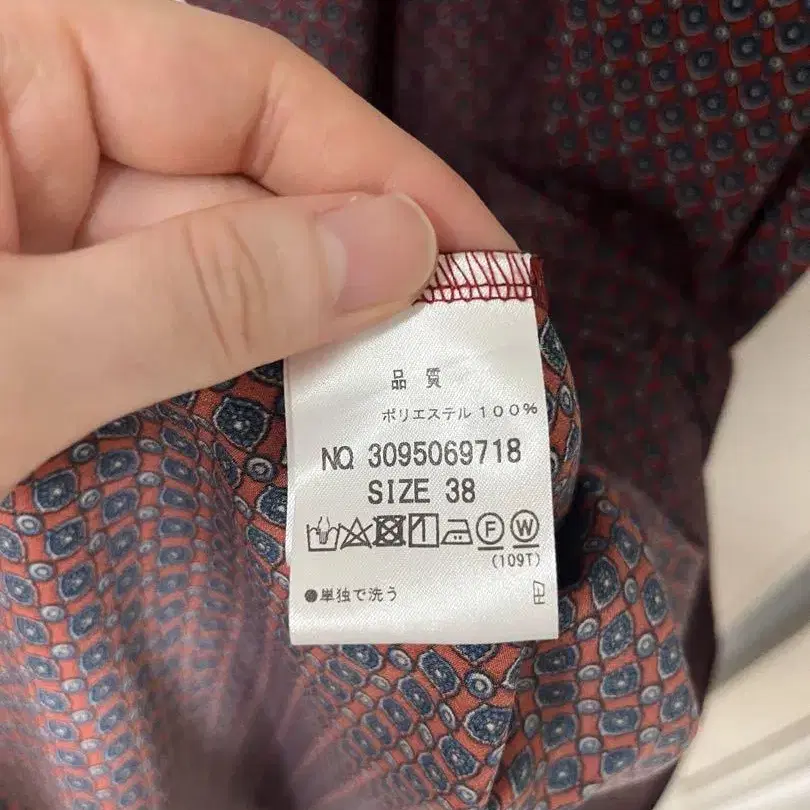 品質
ポリエステル100%
NO. 3095069718
SIZE 38
F W
(109T)
●単独で洗う